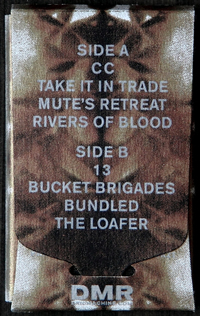 SIDE A
CC
TAKE IT IN TRADE
MUTE'S RETREAT
RIVERS OF BLOOD
SIDE B
13
BUCKET BRIGADES
BUNDLED
THE LOAFER
DMR